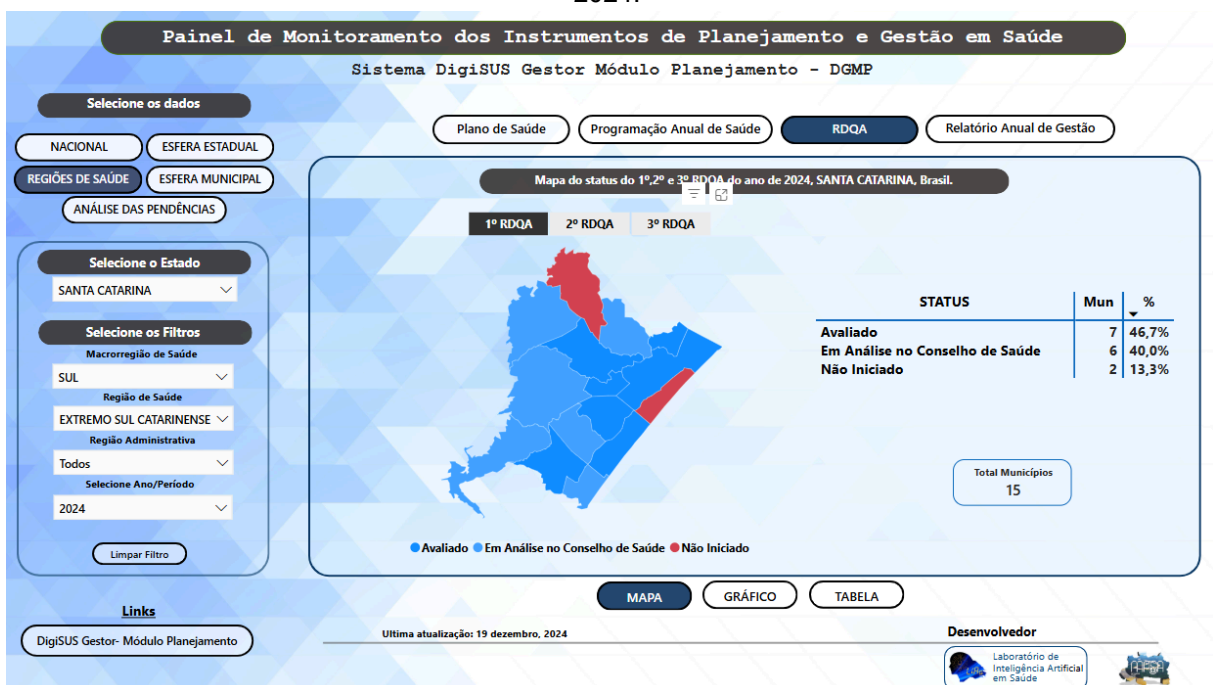 2024.
Painel de Monitoramento dos Instrumentos de Planejamento e Gestão em Saúde
Sistema DigiSUS Gestor Módulo Planejamento - DGMP
Selecione os dados
NACIONAL
ESFERA ESTADUAL
REGIÕES DE SAÚDE
ESFERA MUNICIPAL
ANÁLISE DAS PENDÊNCIAS
Plano de Saúde
Programação Anual de Saúde
RDQA
Relatório Anual de Gestão
Selecione o Estado
SANTA CATARINA
Selecione os Filtros
Macrorregião de Saúde
SUL
Região de Saúde
EXTREMO SUL CATARINENSE
Região Administrativa
Todos
Selecione Ano/Período
2024
Limpar Filtro
Links
DigiSUS Gestor- Módulo Planejamento
Mapa do status do 1º,2º e 3º RDQA do ano de 2024, SANTA CATARINA, Brasil.
1º RDQA 2º RDQA 3º RDQA
STATUS Mun %
Avaliado 7 46,7%
Em Análise no Conselho de Saúde 6 40,0%
Não Iniciado 2 13,3%
Total Municípios
15
Avaliado Em Análise no Conselho de Saúde Não Iniciado
MAPA GRÁFICO TABELA
Ultima atualização: 19 dezembro, 2024
Desenvolvedor
Laboratório de
Inteligência Artificial
em Saúde